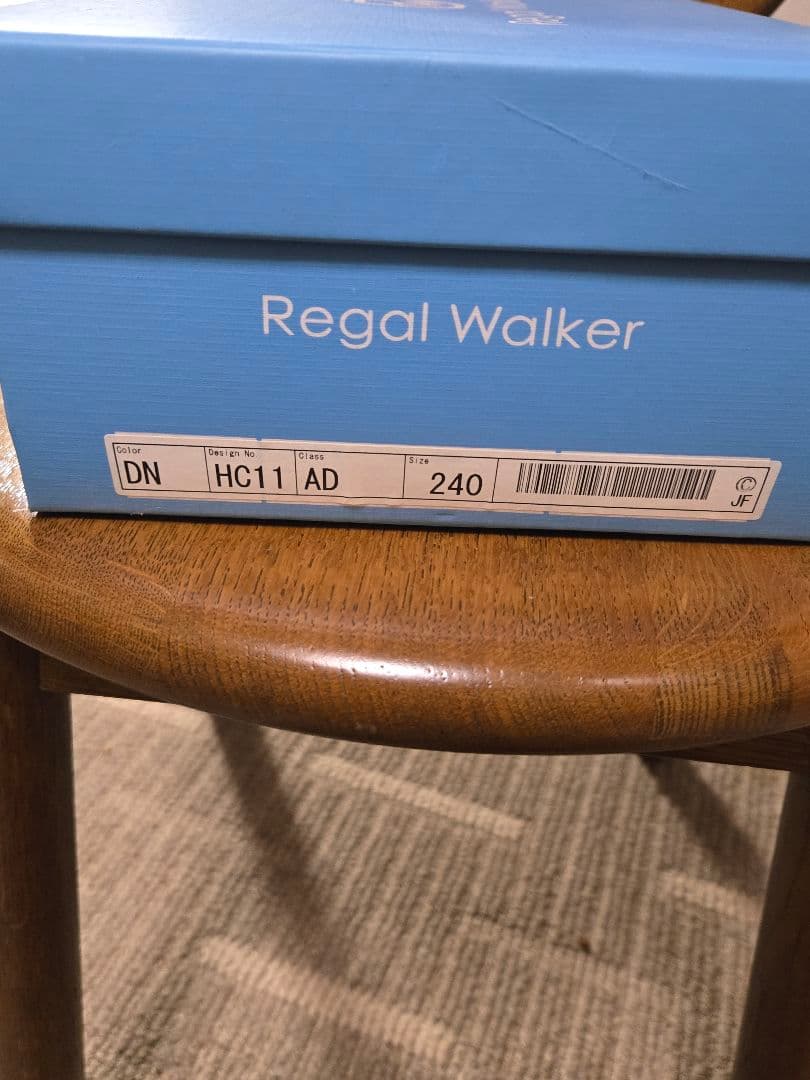 Regal Walker
Color Design No Class Size
DN HC11 AD 240
© JF